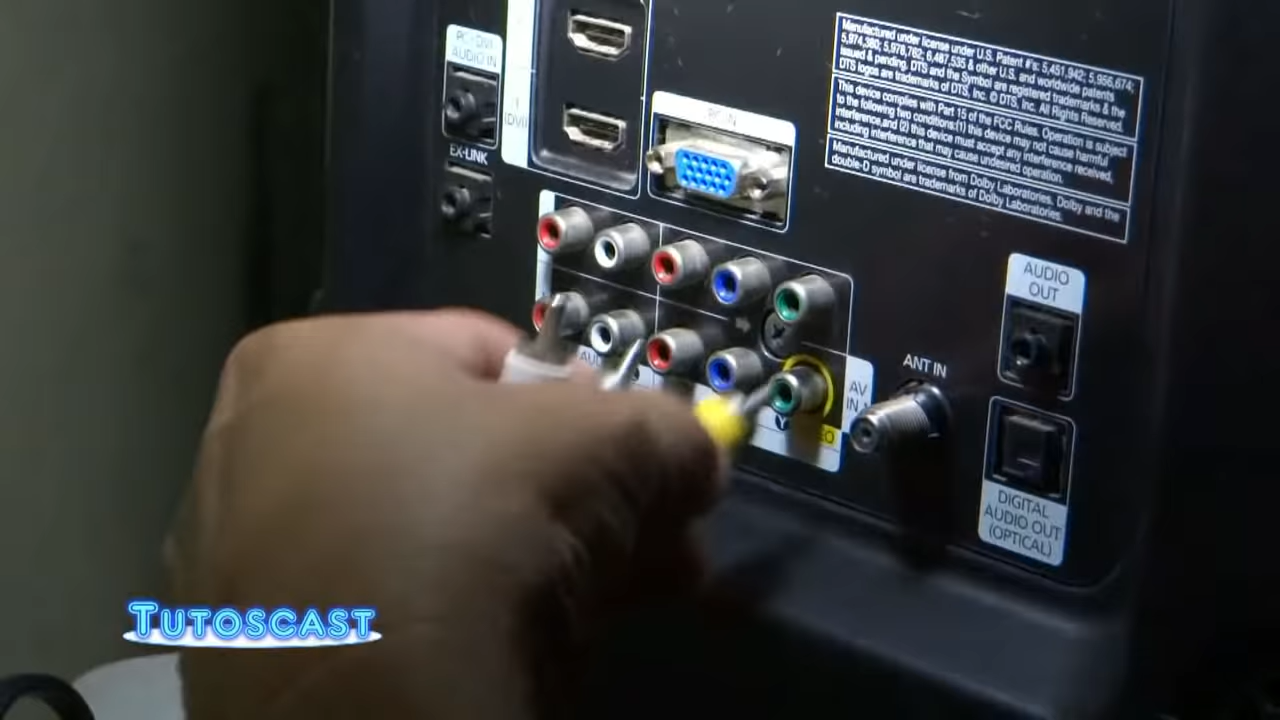 PC / DVI
AUDIO IN
EX-LINK
1
(DVI)
PC IN
Manufactured under license under U.S. Patent #'s: 5,451,942; 5,956,674;
5,974,380; 5,978,762; 6,487,535 & other U.S. and worldwide patents
issued & pending. DTS and the Symbol are registered trademarks & the
DTS logos are trademarks of DTS, Inc. © DTS, Inc. All Rights Reserved.
This device complies with Part 15 of the FCC Rules. Operation is subject
to the following two conditions:(1) this device may not cause harmful
interference,and (2) this device must accept any interference received,
including interference that may cause undesired operation.
Manufactured under license from Dolby Laboratories. Dolby and the
double-D symbol are trademarks of Dolby Laboratories.
AUDIO
OUT
ANT IN
AV
IN 1
Y
DIGITAL
AUDIO OUT
(OPTICAL)
TUTOSCAST